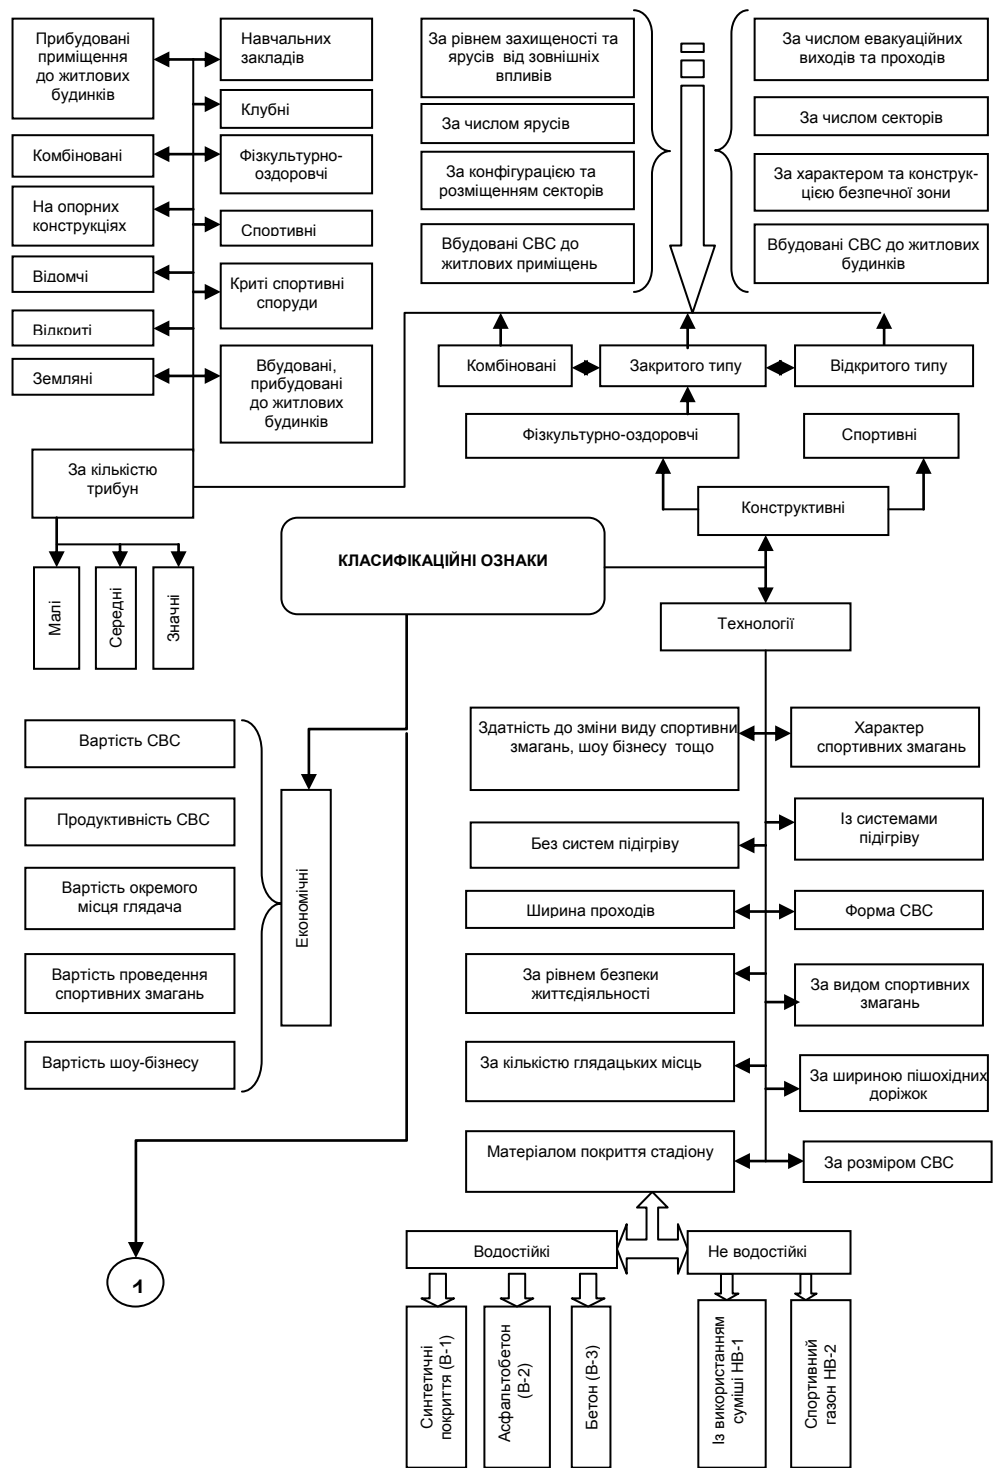 Прибудовані
приміщення
до житлових
будинків
Навчальних
закладів
Клубні
Комбіновані
Фізкультурно-
оздоровчі
На опорних
конструкціях
Спортивні
Відомчі
Криті спортивні
споруди
Відкриті
Земляні
Вбудовані,
прибудовані
до житлових
будинків
За кількістю
трибун
Малі
Середні
Значні
За рівнем захищеності та
ярусів від зовнішніх
впливів
За числом ярусів
За конфігурацією та
розміщенням секторів
Вбудовані СВС до
житлових приміщень
За числом евакуаційних
виходів та проходів
За числом секторів
За характером та конструк-
цією безпечної зони
Вбудовані СВС до житлових
будинків
Комбіновані
Закритого типу
Відкритого типу
Фізкультурно-оздоровчі
Спортивні
Конструктивні
КЛАСИФІКАЦІЙНІ ОЗНАКИ
Технології
Вартість СВС
Продуктивність СВС
Вартість окремого
місця глядача
Вартість проведення
спортивних змагань
Вартість шоу-бізнесу
Економічні
Здатність до зміни виду спортивни
змагань, шоу бізнесу тощо
Характер
спортивних змагань
Із системами
підігріву
Без систем підігріву
Ширина проходів
Форма СВС
За рівнем безпеки
життєдіяльності
За видом спортивних
змагань
За кількістю глядацьких місць
За шириною пішохідних
доріжок
Матеріалом покриття стадіону
За розміром СВС
Водостійкі
Не водостійкі
1
Синтетичні
покриття (В-1)
Асфальтобетон
(В-2)
Бетон (В-3)
Із використанням
суміші НВ-1
Спортивний
газон НВ-2